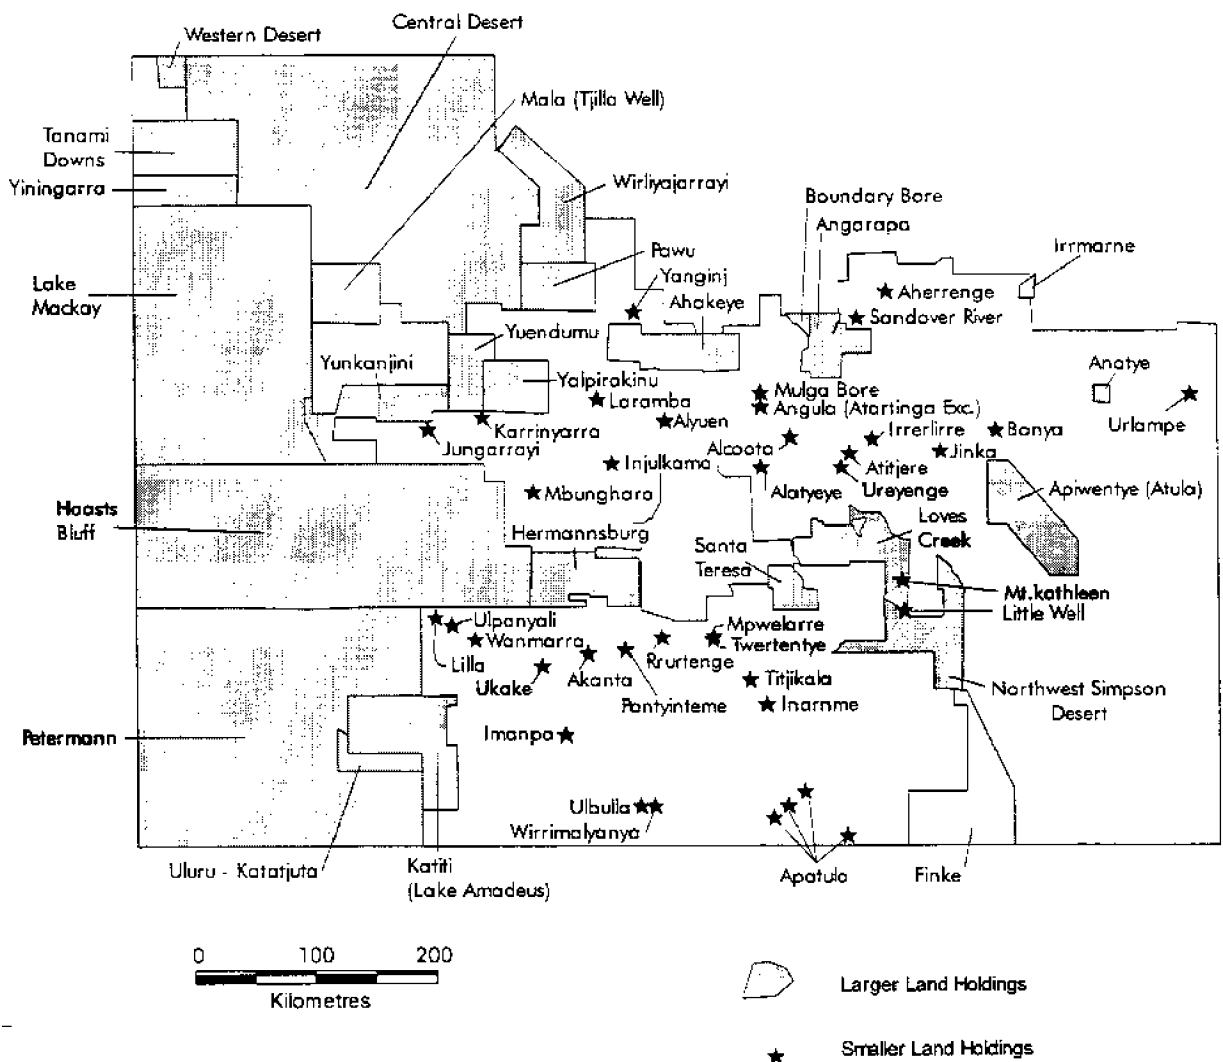 Western Desert
Central Desert
Mala (Tjilla Well)
Tanami
Downs
Yiningarra
Wirliyajarrayi
Boundary Bore
Angarapa
Irrmarne
Pawu
Yanginj
Ahakeye
Aherrenge
Lake
Mackay
Sandover River
Yuendumu
Yunkanjini
Yalpirakinu
Anatye
Mulga Bore
Laramba
Angula (Atartinga Exc.)
Urlampe
Alyuen
Karrinyarra
Irrerlirre
Banya
Jungarrayi
Alcoota
Jinka
Injulkama
Atitjere
Mbunghara
Alatyeye
Ureyenge
Apiwentye (Atula)
Haasts
Bluff
Hermannsburg
Loves
Creek
Santa
Teresa
Mt.kathleen
Little Well
Ulpanyali
Mpwelarre
Wanmarra
Twertentye
Lilla
Rrurtenge
Ukake
Akanta
Titjikala
Pantyinteme
Inarnme
Northwest Simpson
Desert
Petermann
Imanpa
Ulbulla
Wirrimalyanya
Uluru - Katatjuta
Katiti
(Lake Amadeus)
Apatula
Finke
0 100 200
Kilometres
Larger Land Holdings
Smaller Land Holdings